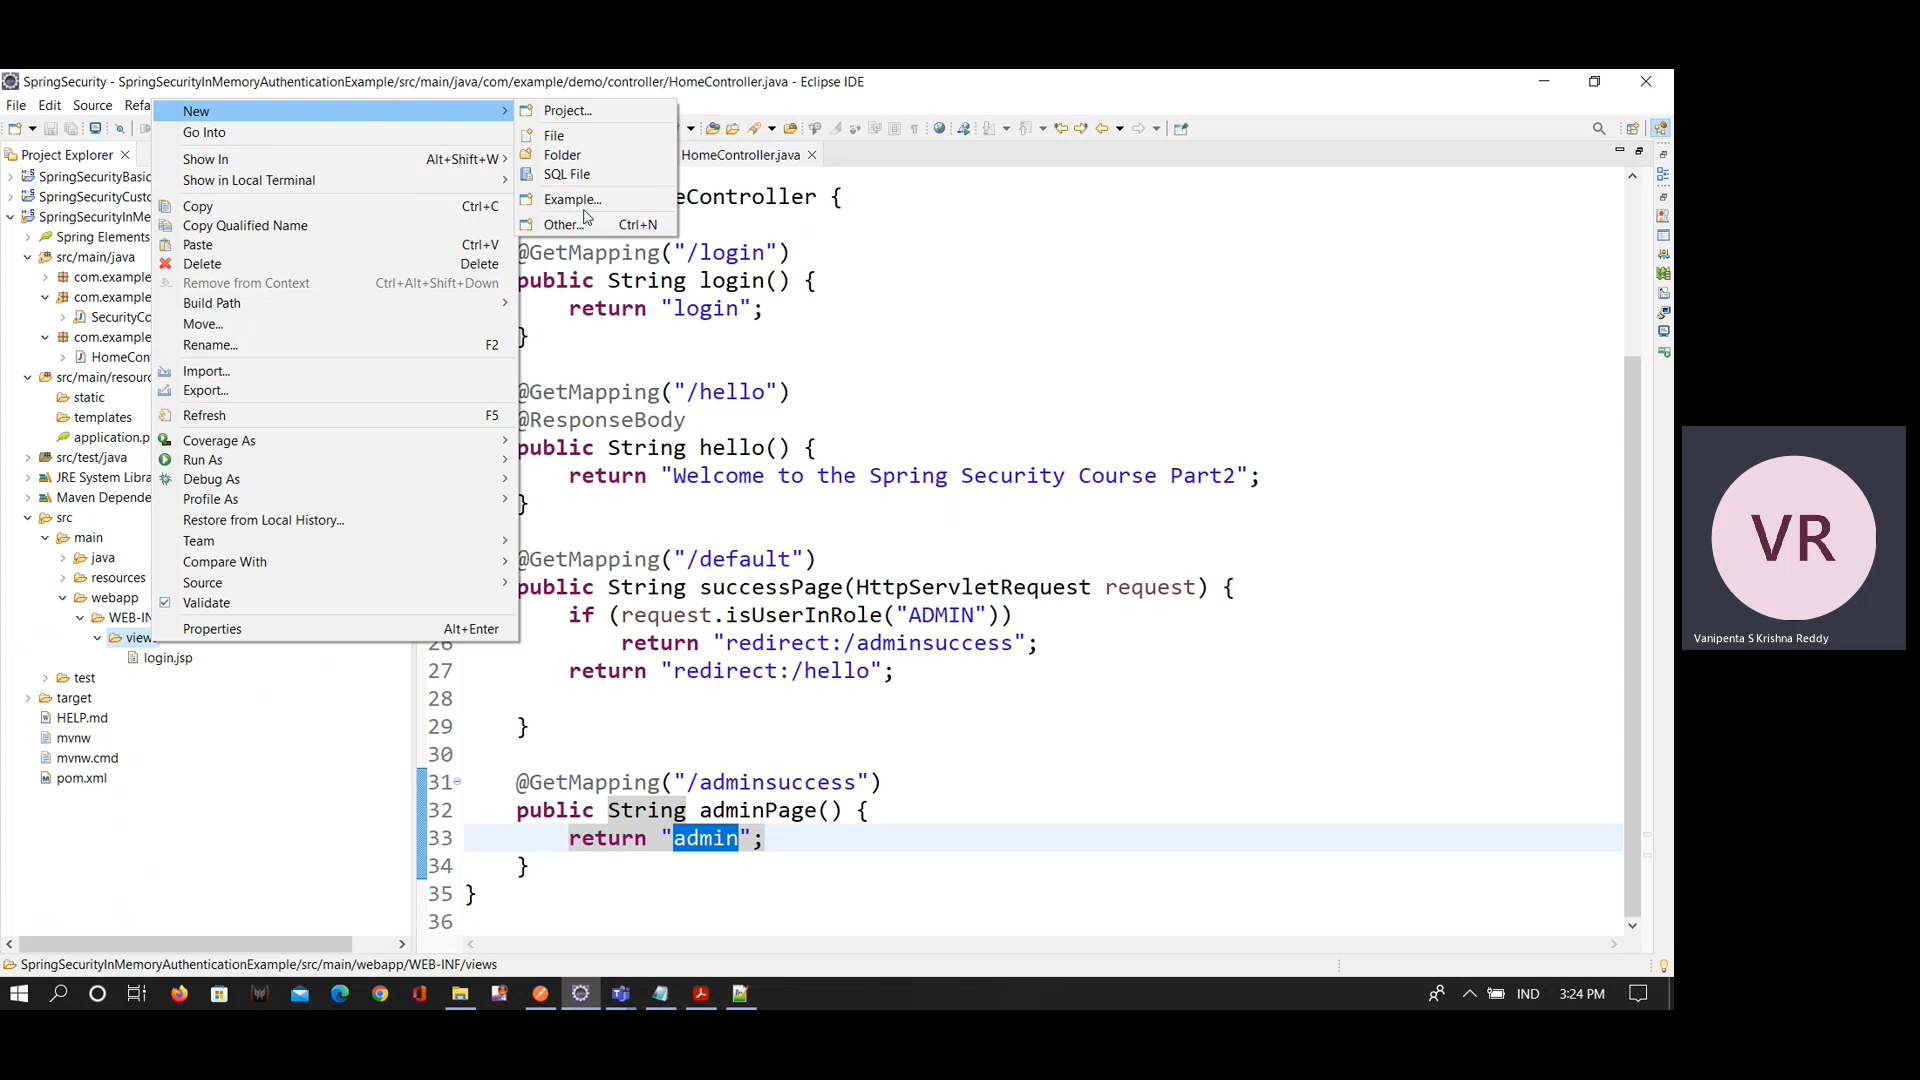 SpringSecurity - SpringSecurityInMemoryAuthenticationExample/src/main/java/com/example/demo/controller/HomeController.java - Eclipse IDE
File Edit Source Refa
Project Explorer
HomeController.java
SpringSecurityBasic
SpringSecurityCusto
SpringSecurityInMe
Spring Elements
src/main/java
com.example
com.example
SecurityCo
com.example
HomeCon
src/main/resourc
static
templates
application.p
src/test/java
JRE System Libra
Maven Depende
src
main
java
resources
webapp
WEB-IN
view
login.jsp
test
target
HELP.md
mvnw
mvnw.cmd
pom.xml
New
Go Into
Show In Alt+Shift+W
Show in Local Terminal
Copy Ctrl+C
Copy Qualified Name
Paste Ctrl+V
Delete Delete
Remove from Context Ctrl+Alt+Shift+Down
Build Path
Move...
Rename... F2
Import...
Export...
Refresh F5
Coverage As
Run As
Debug As
Profile As
Restore from Local History...
Team
Compare With
Source
Validate
Properties Alt+Enter
Project...
File
Folder
SQL File
Example...
Other... Ctrl+N
eController {
@GetMapping("/login")
public String login() {
return "login";
}
@GetMapping("/hello")
@ResponseBody
public String hello() {
return "Welcome to the Spring Security Course Part2";
}
@GetMapping("/default")
public String successPage(HttpServletRequest request) {
if (request.isUserInRole("ADMIN"))
26 return "redirect:/adminsuccess";
27 return "redirect:/hello";
28
29 }
30
31 @GetMapping("/adminsuccess")
32 public String adminPage() {
33 return "admin";
34 }
35 }
36
SpringSecurityInMemoryAuthenticationExample/src/main/webapp/WEB-INF/views
IND 3:24 PM
VR
Vanipenta S Krishna Reddy